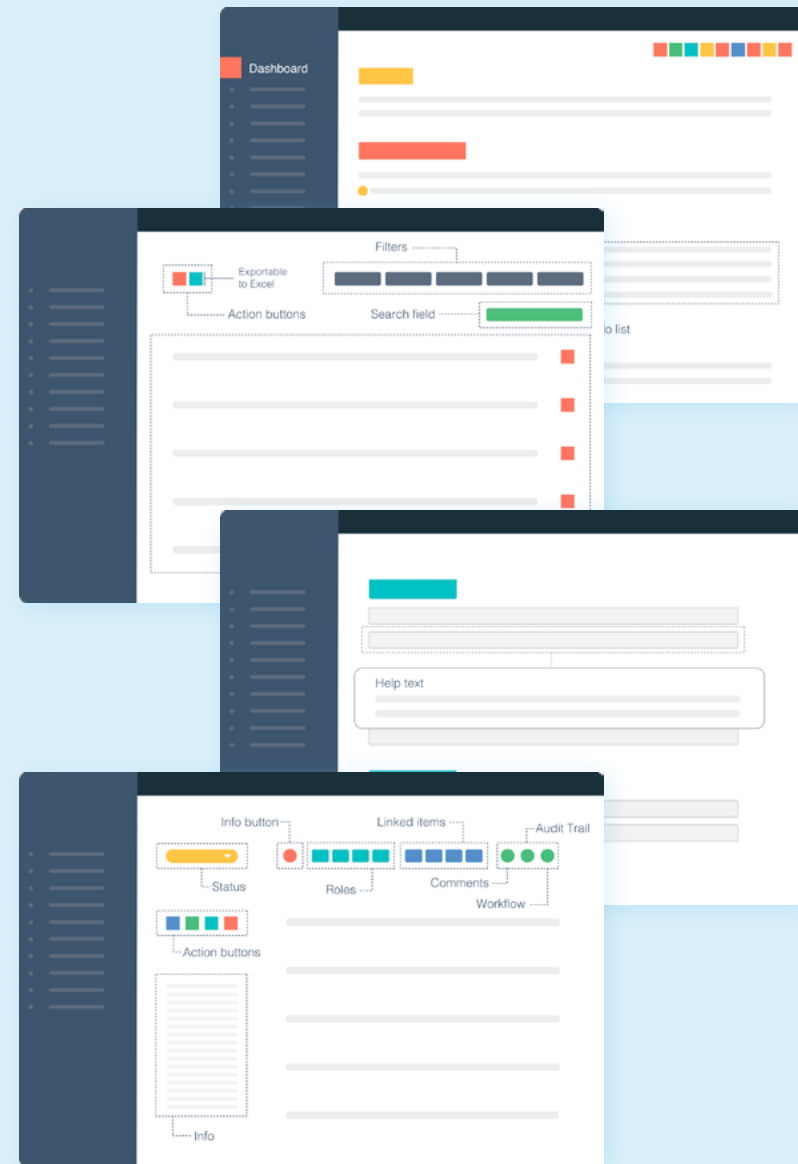 Dashboard
Filters
Exportable
to Excel
Action buttons
Search field
list
Help text
Info button
Linked items
Audit Trail
Status
Roles
Comments
Workflow
Action buttons
Info